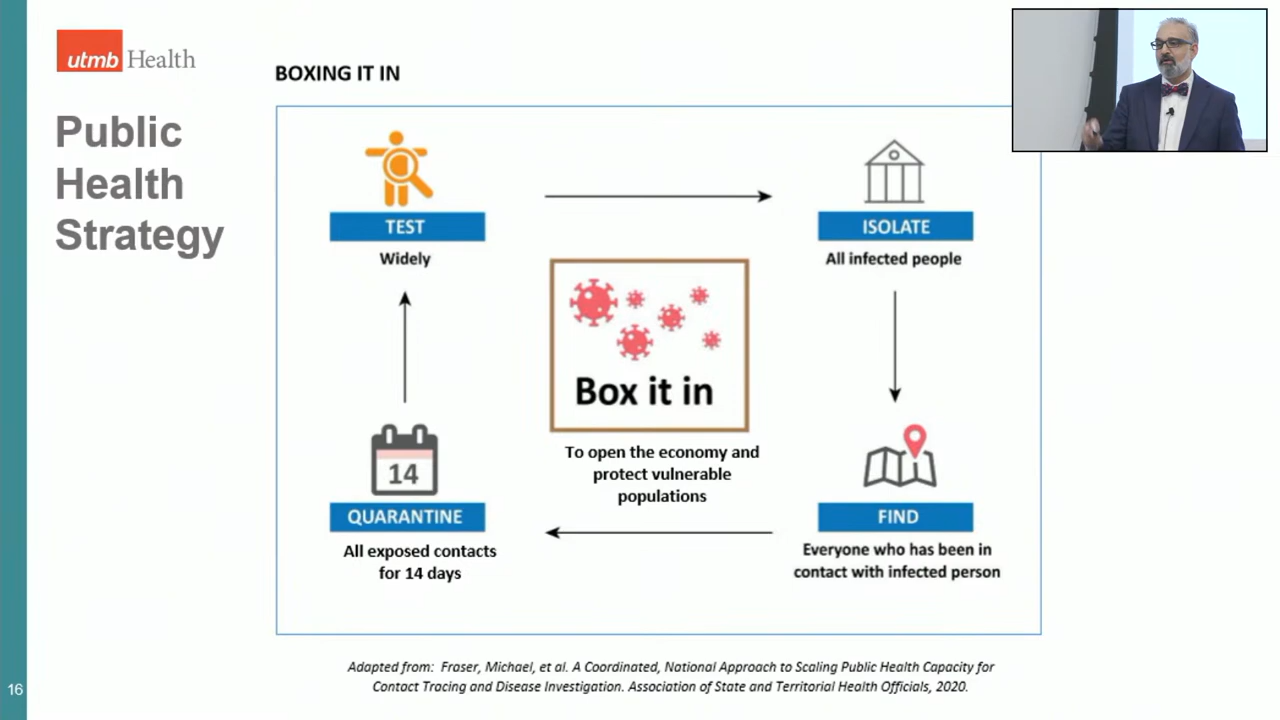 utmb Health
Public
Health
Strategy
BOXING IT IN
TEST
Widely
ISOLATE
All infected people
Box it in
To open the economy and
protect vulnerable
populations
14
QUARANTINE
All exposed contacts
for 14 days
FIND
Everyone who has been in
contact with infected person
Adapted from: Fraser, Michael, et al. A Coordinated, National Approach to Scaling Public Health Capacity for
Contact Tracing and Disease Investigation. Association of State and Territorial Health Officials, 2020.
16